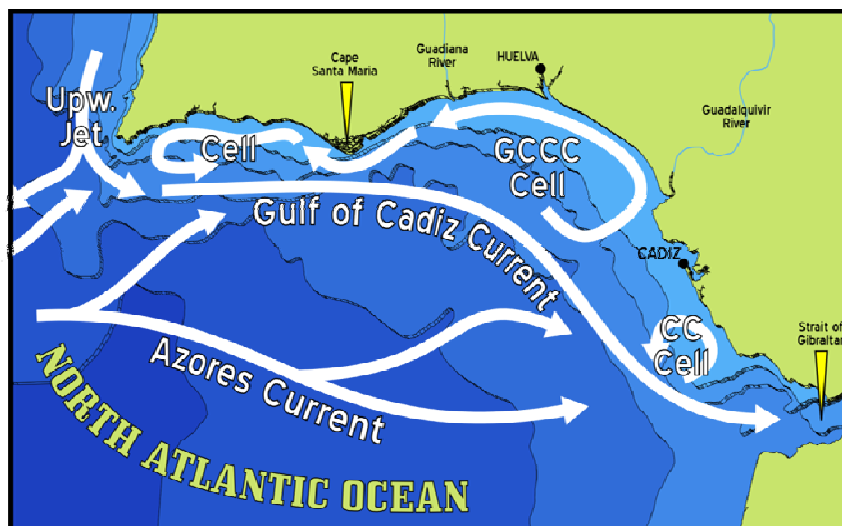 Cape
Santa Maria
Guadiana
River
HUELVA
Guadalquivir
River
Upw.
Jet
Cell
GCCC
Cell
Gulf of Cadiz Current
CADIZ
CC
Cell
Strait of
Gibraltar
Azores Current
NORTH ATLANTIC OCEAN